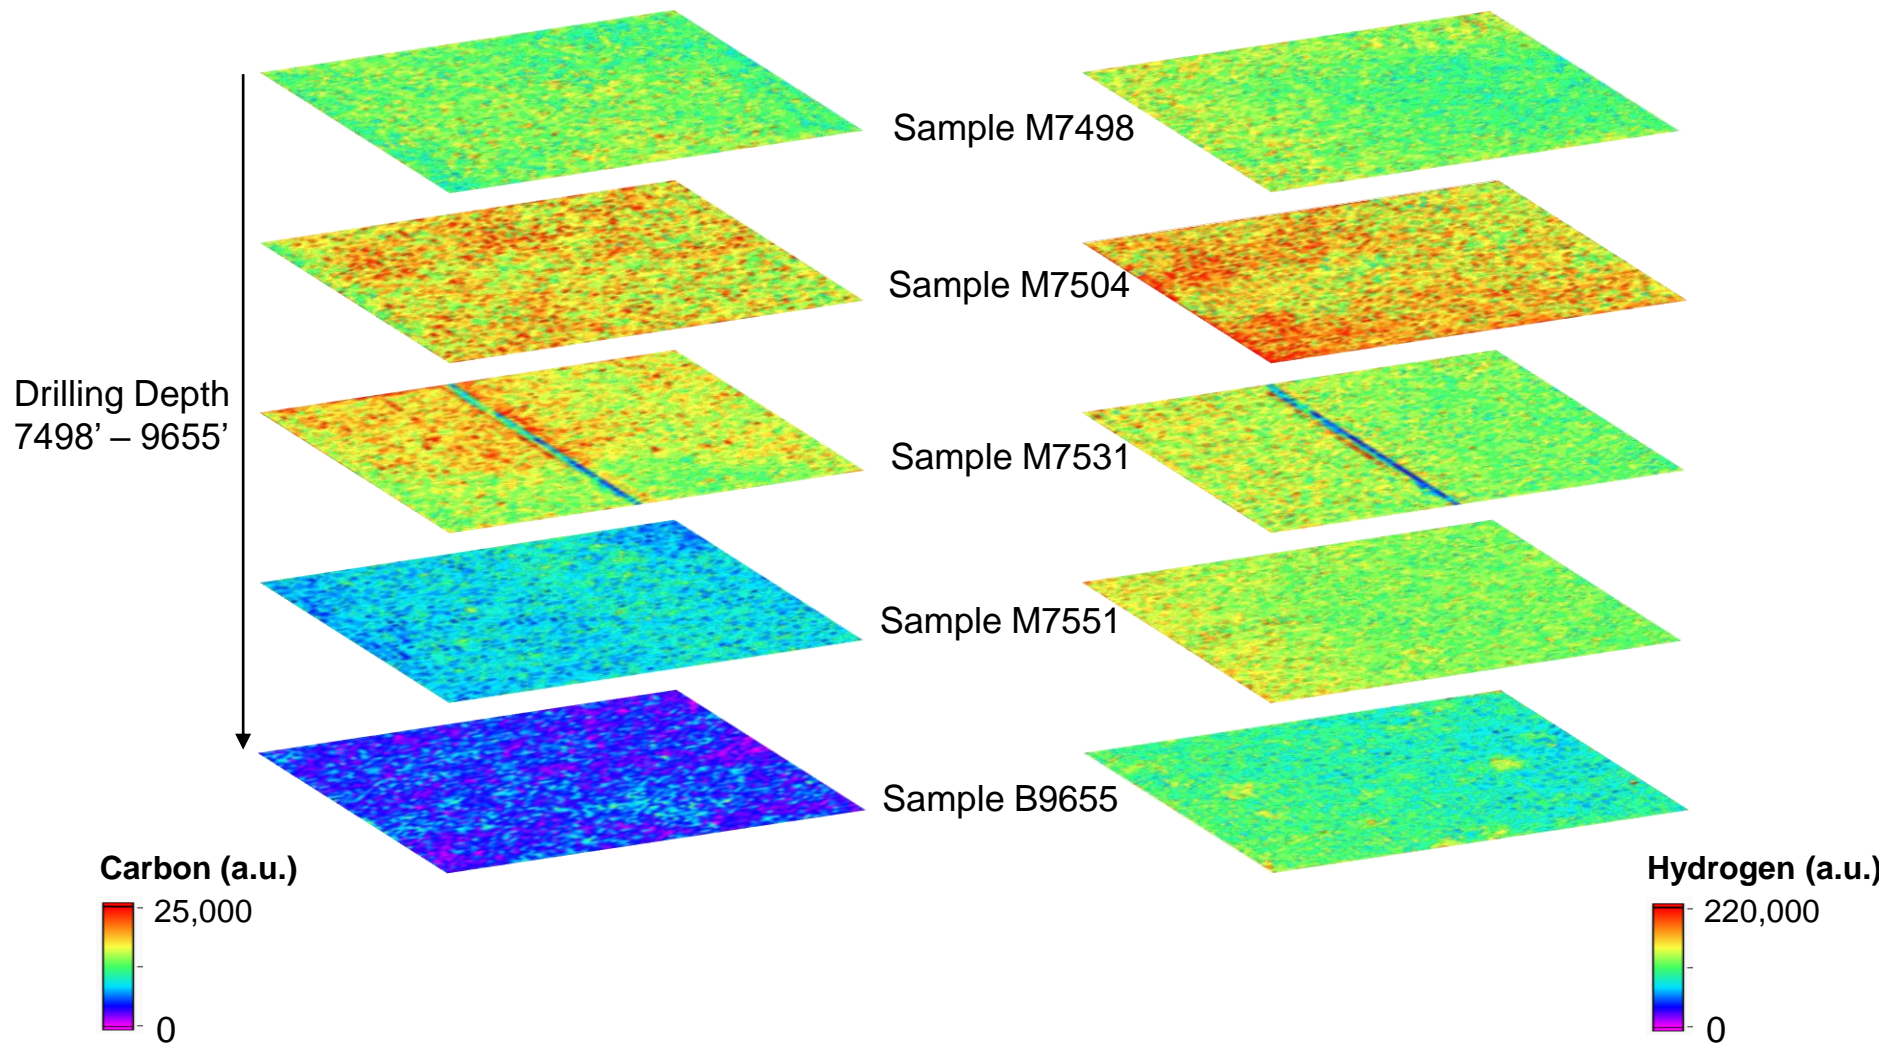 Sample M7498
Sample M7504
Drilling Depth
7498’ – 9655’
Sample M7531
Sample M7551
Sample B9655
Carbon (a.u.)
25,000
0
Hydrogen (a.u.)
220,000
0